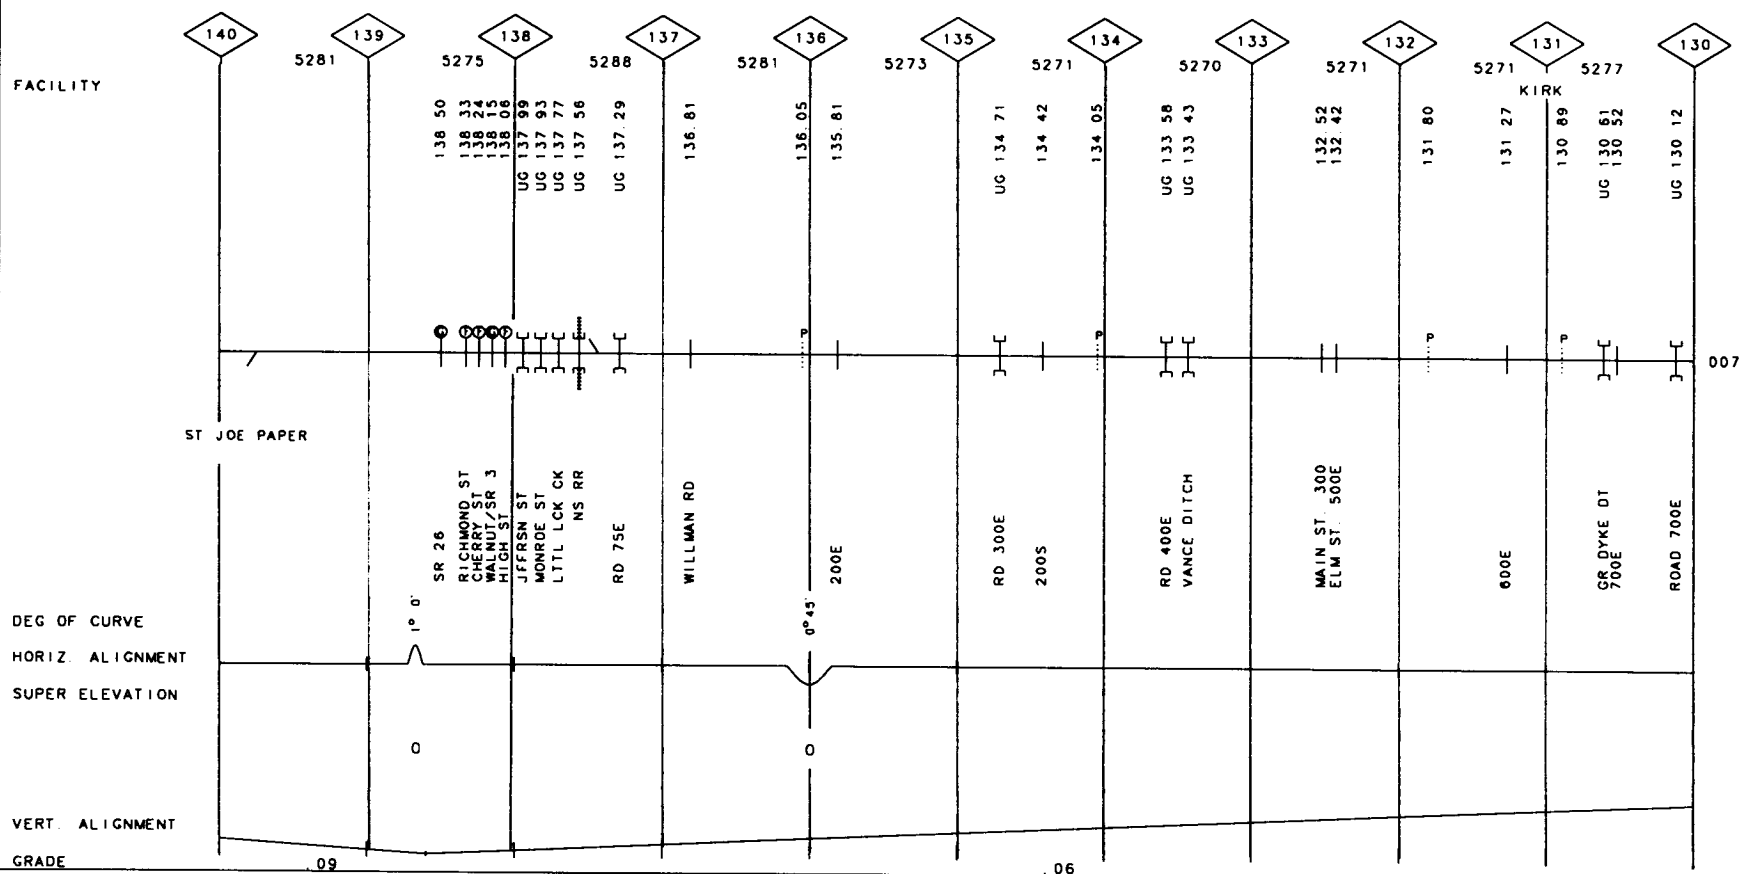 140 139 138 137 136 135 134 133 132 131 130
5281 5275 5288 5281 5273 5271 5270 5271 5271 5277
FACILITY
KIRK
138 50
138 33
138 24
138 15
138 06
UG 137 99
UG 137 93
UG 137 77
UG 137 56
UG 137.29
136.81
136.05
135.81
UG 134 71
134 42
134 05
UG 133 58
UG 133 43
132.52
132.42
131 80
131 27
130 89
UG 130 61
130 52
UG 130 12
G F F G F
P P P P
007
ST JOE PAPER
SR 26
RICHMOND ST
CHERRY ST
WALNUT/SR 3
HIGH ST
JFFRSN ST
MONROE ST
LTTL LCK CK
NS RR
RD 75E
WILLMAN RD
200E
RD 300E
200S
RD 400E
VANCE DITCH
MAIN ST. 300
ELM ST. 500E
600E
GR DYKE DT
700E
ROAD 700E
DEG OF CURVE
1° 0'
0° 45'
HORIZ. ALIGNMENT
SUPER ELEVATION
0 0
VERT. ALIGNMENT
GRADE
.09 .06